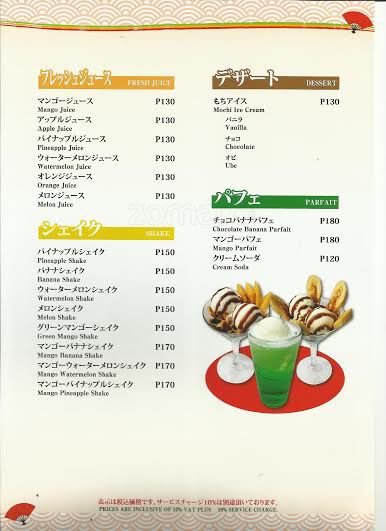 フレッシュジュース FRESH JUICE
マンゴージュース P130
Mango Juice
アップルジュース P130
Apple Juice
パイナップルジュース P130
Pineapple Juice
ウォーターメロンジュース P130
Watermelon Juice
オレンジジュース P130
Orange Juice
メロンジュース P130
Melon Juice
シェイク SHAKE
パイナップルシェイク P150
Pineapple Shake
バナナシェイク P150
Banana Shake
ウォーターメロンシェイク P150
Watermelon Shake
メロンシェイク P150
Melon Shake
グリーンマンゴーシェイク P150
Green Mango Shake
マンゴーバナナシェイク P170
Mango Banana Shake
マンゴーウォーターメロンシェイク P170
Mango Watermelon Shake
マンゴーパイナップルシェイク P170
Mango Pineapple Shake
デザート DESSERT
もちアイス P130
Mochi Ice Cream
バニラ
Vanilla
チョコ
Chocolate
オビ
Ube
パフェ PARFAIT
チョコバナナパフェ P180
Chocolate Banana Parfait
マンゴーパフェ P180
Mango Parfait
クリームソーダ P120
Cream Soda
表示は税込価格です。サービスチャージ10%は別途頂いております。
PRICES ARE INCLUSIVE OF 12% VAT PLUS 10% SERVICE CHARGE.